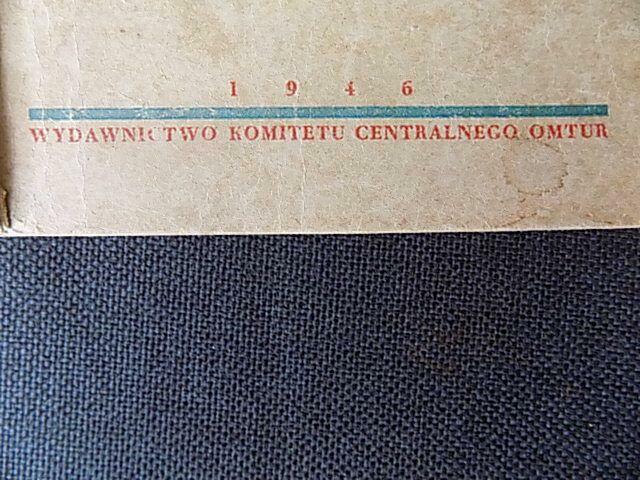 1 9 4 6
WYDAWNICTWO KOMITETU CENTRALNEGO OMTUR